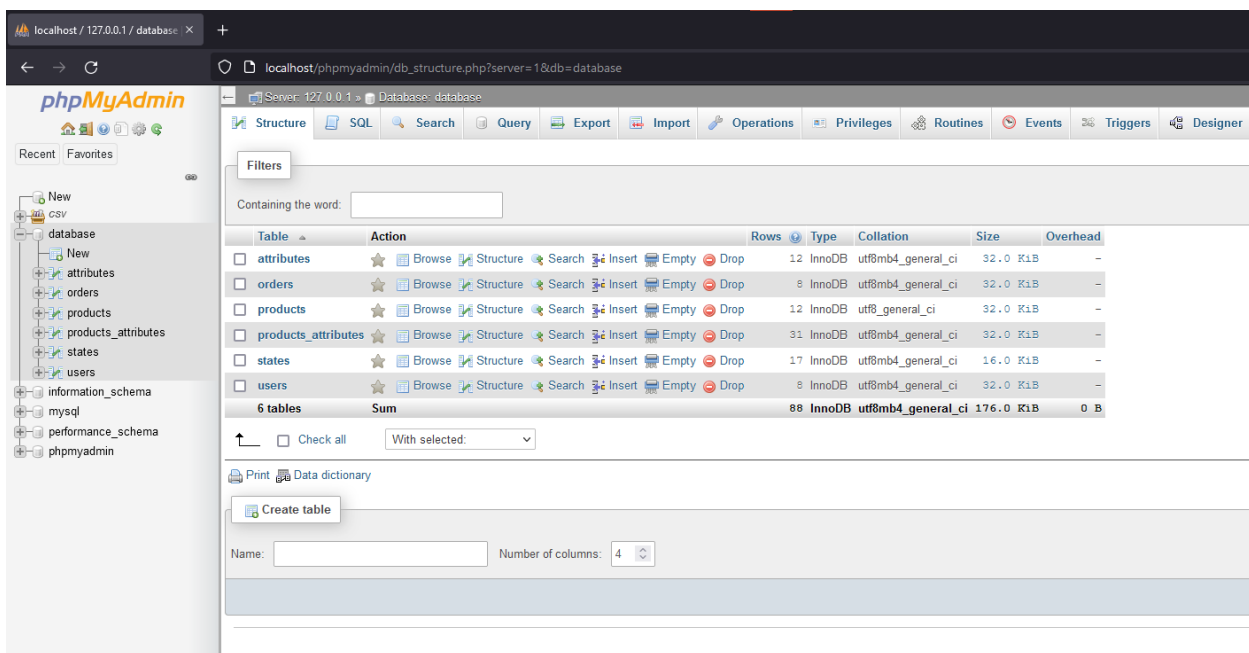 localhost / 127.0.0.1 / database
localhost/phpmyadmin/db_structure.php?server=1&db=database
phpMyAdmin
Recent Favorites
New
csv
database
New
attributes
orders
products
products_attributes
states
users
information_schema
mysql
performance_schema
phpmyadmin
Server: 127.0.0.1 » Database: database
Structure SQL Search Query Export Import Operations Privileges Routines Events Triggers Designer
Filters
Containing the word:
Table Action Rows Type Collation Size Overhead
attributes Browse Structure Search Insert Empty Drop 12 InnoDB utf8mb4_general_ci 32.0 KiB -
orders Browse Structure Search Insert Empty Drop 8 InnoDB utf8mb4_general_ci 32.0 KiB -
products Browse Structure Search Insert Empty Drop 12 InnoDB utf8_general_ci 32.0 KiB -
products_attributes Browse Structure Search Insert Empty Drop 31 InnoDB utf8mb4_general_ci 32.0 KiB -
states Browse Structure Search Insert Empty Drop 17 InnoDB utf8mb4_general_ci 16.0 KiB -
users Browse Structure Search Insert Empty Drop 8 InnoDB utf8mb4_general_ci 32.0 KiB -
6 tables Sum 88 InnoDB utf8mb4_general_ci 176.0 KiB 0 B
Check all With selected:
Print Data dictionary
Create table
Name: Number of columns: 4